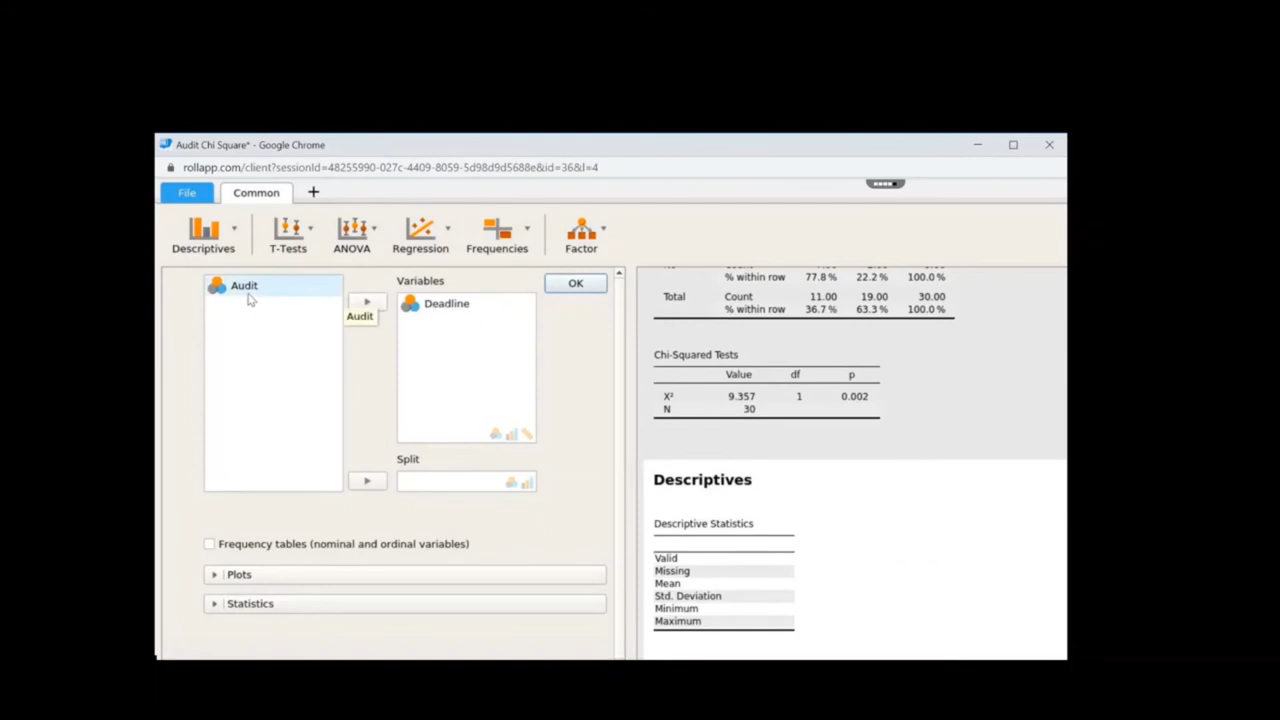 Audit Chi Square* - Google Chrome
rollapp.com/client?sessionId=48255990-027c-4409-8059-5d98d9d5688e&id=36&l=4
File Common +
Descriptives T-Tests ANOVA Regression Frequencies Factor
Audit
Audit
Variables
Deadline
OK
Split
Frequency tables (nominal and ordinal variables)
Plots
Statistics
% within row 77.8 % 22.2 % 100.0 %
Total Count 11.00 19.00 30.00
% within row 36.7 % 63.3 % 100.0 %
Chi-Squared Tests
Value df p
X² 9.357 1 0.002
N 30
Descriptives
Descriptive Statistics
Valid
Missing
Mean
Std. Deviation
Minimum
Maximum